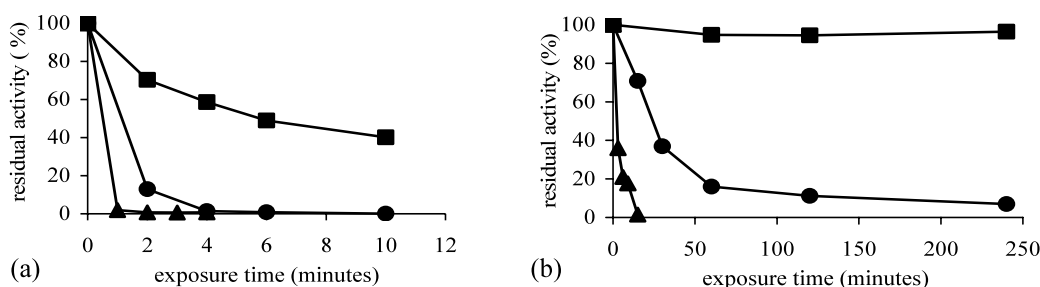 residual activity (%)
100
80
60
40
20
0
0 2 4 6 8 10 12
exposure time (minutes)
(a)
residual activity (%)
100
80
60
40
20
0
0 50 100 150 200 250
exposure time (minutes)
(b)